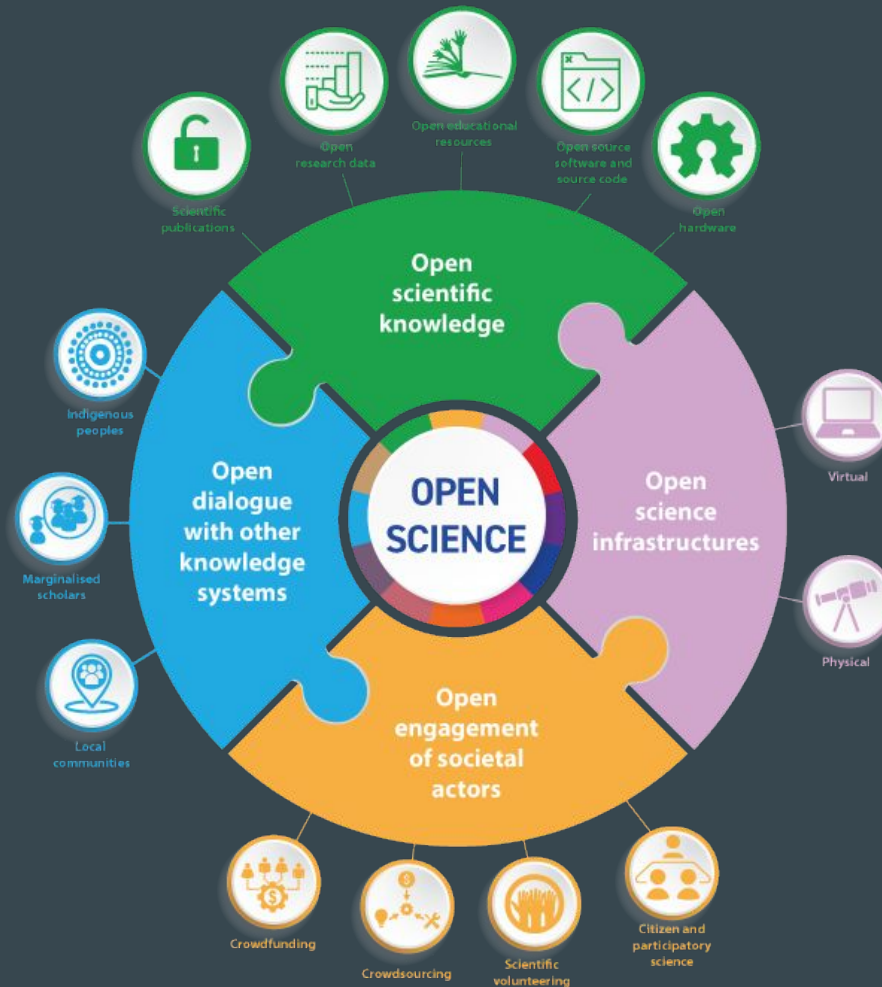 Open educational
resources
Open
research data
Open source
software and
source code
Scientific
publications
Open
hardware
Open
scientific
knowledge
Indigenous
peoples
Marginalised
scholars
Local
communities
Open
dialogue
with other
knowledge
systems
OPEN
SCIENCE
Open
science
infrastructures
Virtual
Physical
Open
engagement
of societal
actors
Crowdfunding
Crowdsourcing
Scientific
volunteering
Citizen and
participatory
science